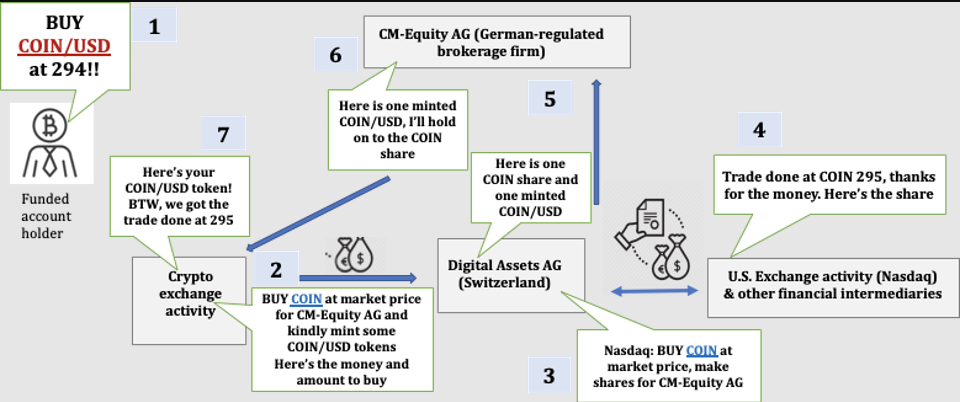 BUY
COIN/USD
at 294!!
1
CM-Equity AG (German-regulated
brokerage firm)
6
Here is one minted
COIN/USD, I'll hold
on to the COIN
share
5
4
7
Here's your
COIN/USD token!
BTW, we got the
trade done at 295
Here is one
COIN share and
one minted
COIN/USD
Trade done at COIN 295, thanks
for the money. Here's the share
Funded
account
holder
Crypto
exchange
activity
2
Digital Assets AG
(Switzerland)
U.S. Exchange activity (Nasdaq)
& other financial intermediaries
BUY COIN at market price
for CM-Equity AG and
kindly mint some
COIN/USD tokens
Here's the money and
amount to buy
3
Nasdaq: BUY COIN at
market price, make
shares for CM-Equity AG